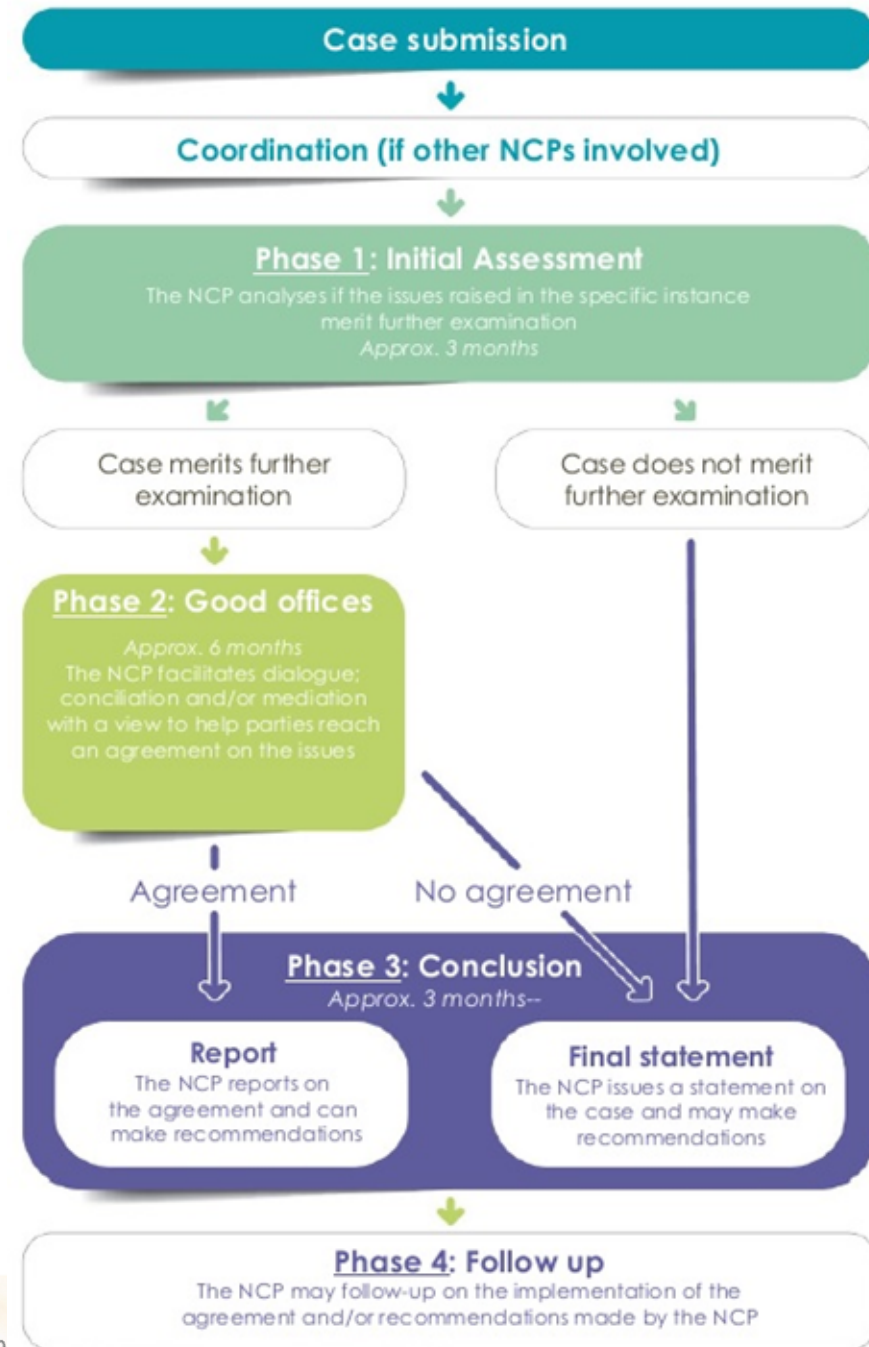 Case submission
Coordination (if other NCPs involved)
Phase 1: Initial Assessment
The NCP analyses if the issues raised in the specific instance
merit further examination
Approx. 3 months
Case merits further
examination
Case does not merit
further examination
Phase 2: Good offices
Approx. 6 months
The NCP facilitates dialogue;
conciliation and/or mediation
with a view to help parties reach
an agreement on the issues
Agreement
No agreement
Phase 3: Conclusion
Approx. 3 months--
Report
The NCP reports on
the agreement and can
make recommendations
Final statement
The NCP issues a statement on
the case and may make
recommendations
Phase 4: Follow up
The NCP may follow-up on the implementation of the
agreement and/or recommendations made by the NCP